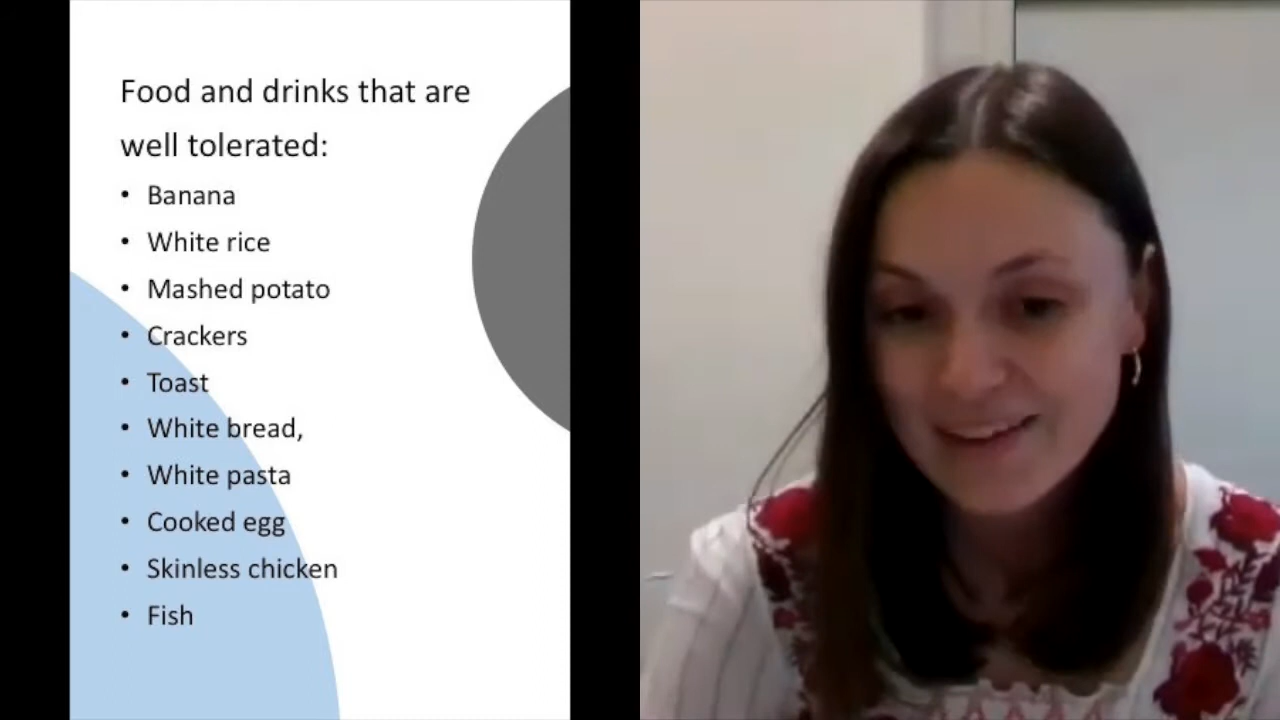 Food and drinks that are
well tolerated:
• Banana
• White rice
• Mashed potato
• Crackers
• Toast
• White bread,
• White pasta
• Cooked egg
• Skinless chicken
• Fish